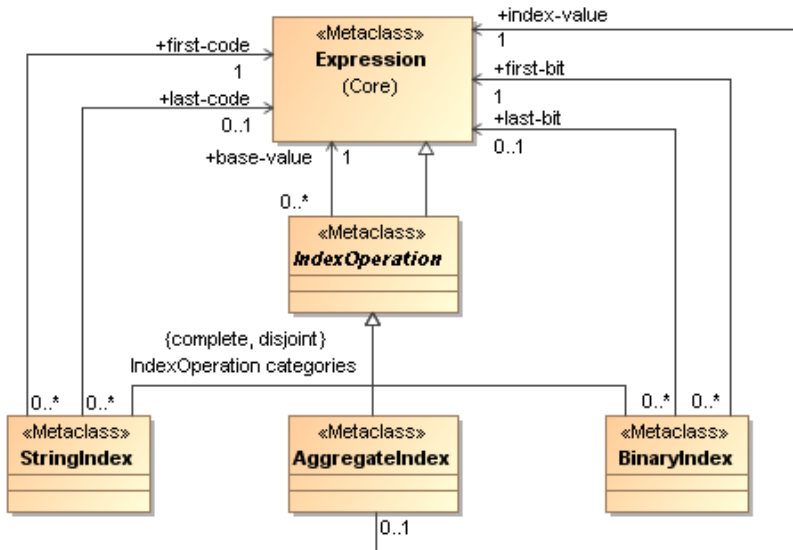 «Metaclass»
Expression
(Core)
+first-code
1
+last-code
0..1
+index-value
1
+first-bit
1
+last-bit
0..1
+base-value
1
0..*
«Metaclass»
IndexOperation
{complete, disjoint}
IndexOperation categories
0..*
0..*
0..*
0..*
«Metaclass»
StringIndex
«Metaclass»
AggregateIndex
«Metaclass»
BinaryIndex
0..1